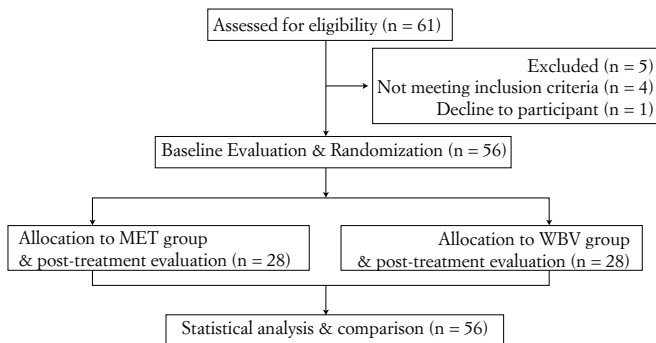 Assessed for eligibility (n = 61)
Excluded (n = 5)
Not meeting inclusion criteria (n = 4)
Decline to participant (n = 1)
Baseline Evaluation & Randomization (n = 56)
Allocation to MET group
& post-treatment evaluation (n = 28)
Allocation to WBV group
& post-treatment evaluation (n = 28)
Statistical analysis & comparison (n = 56)